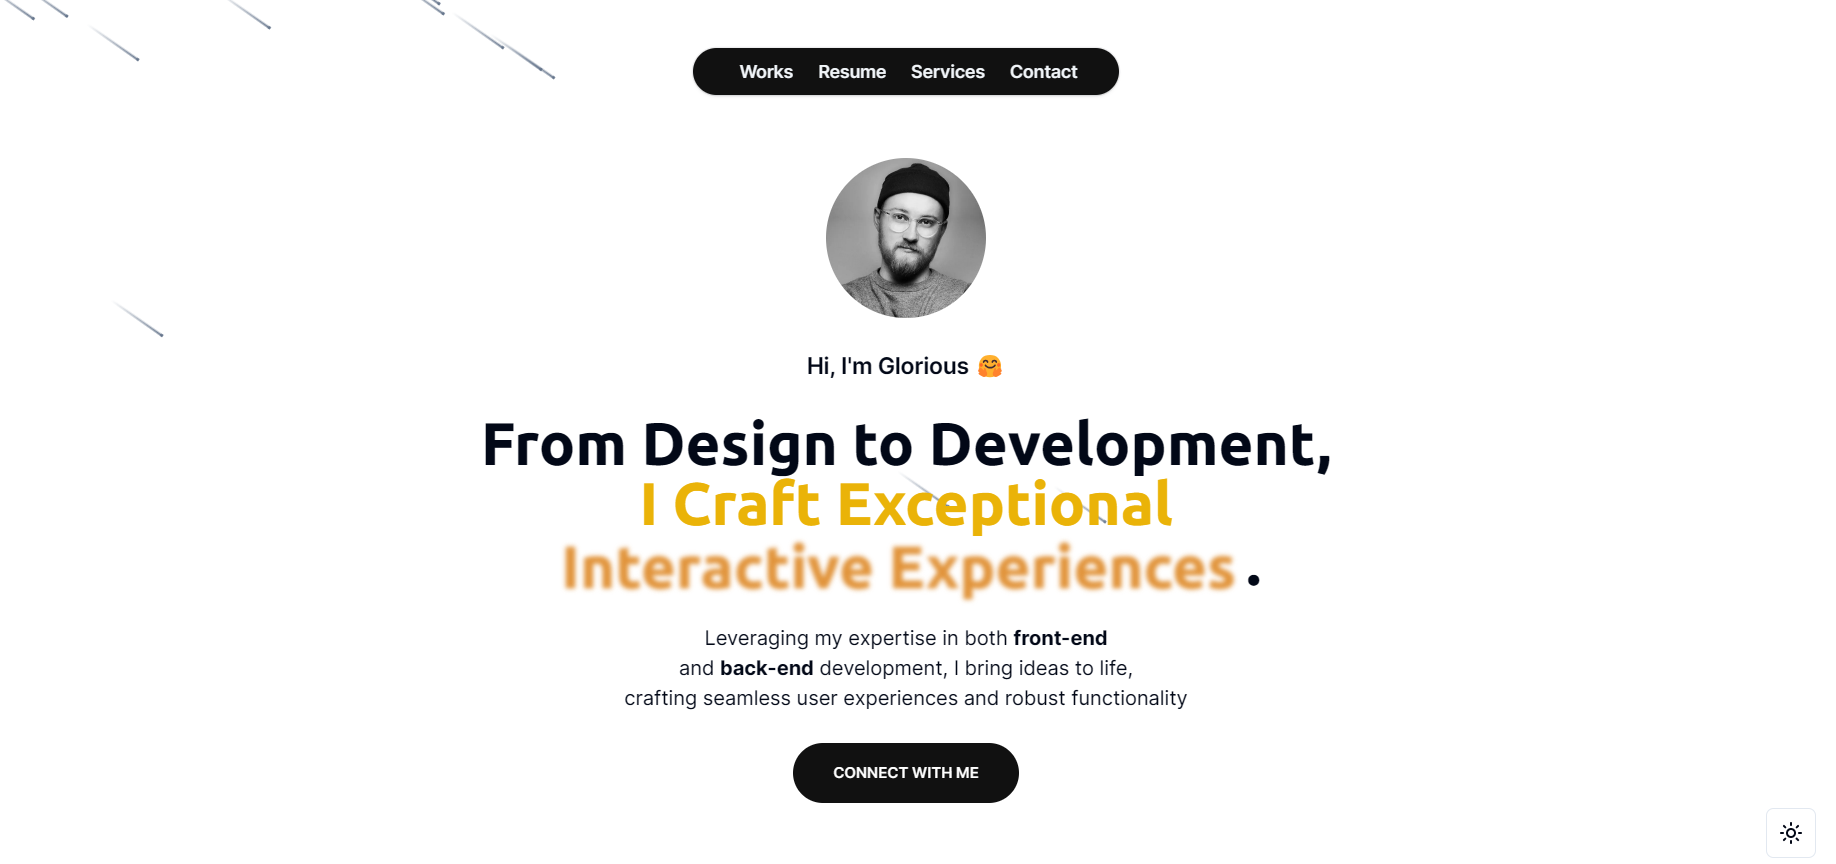 Works Resume Services Contact
Hi, I'm Glorious 🤗
From Design to Development,
I Craft Exceptional
Interactive Experiences .
Leveraging my expertise in both front-end
and back-end development, I bring ideas to life,
crafting seamless user experiences and robust functionality
CONNECT WITH ME